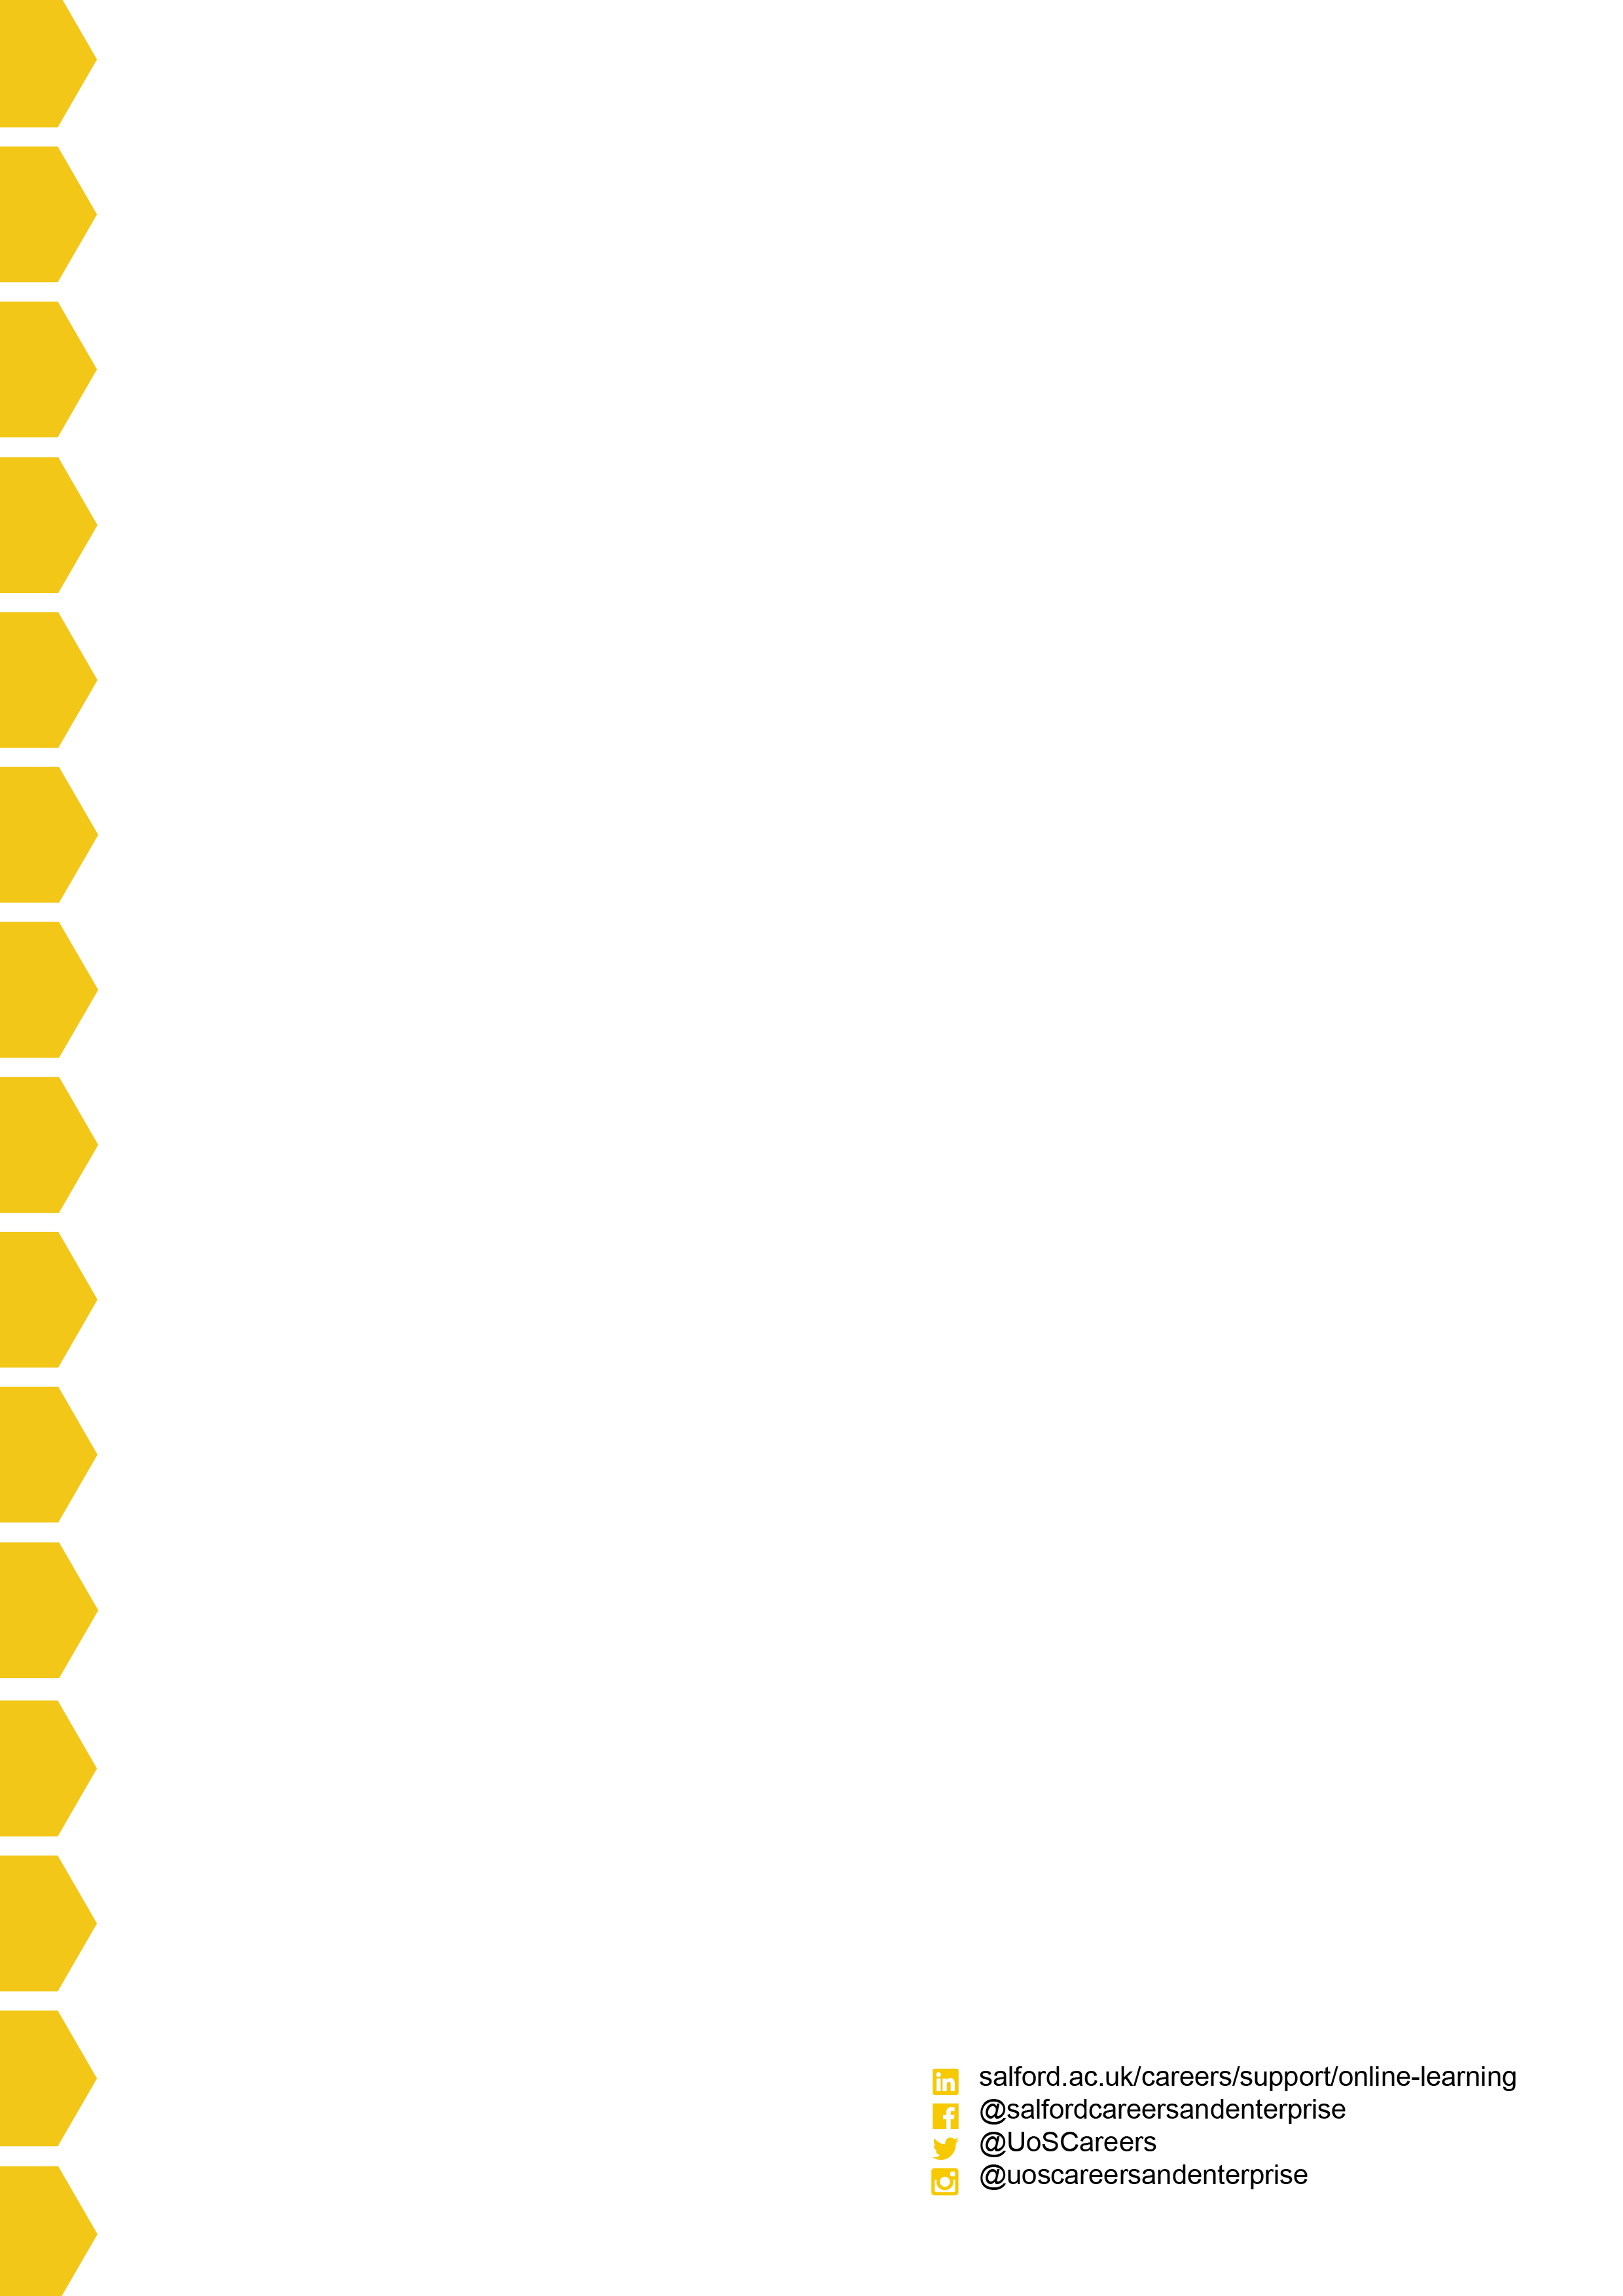 salford.ac.uk/careers/support/online-learning
@salfordcareersandenterprise
@UoSCareers
@uoscareersandenterprise